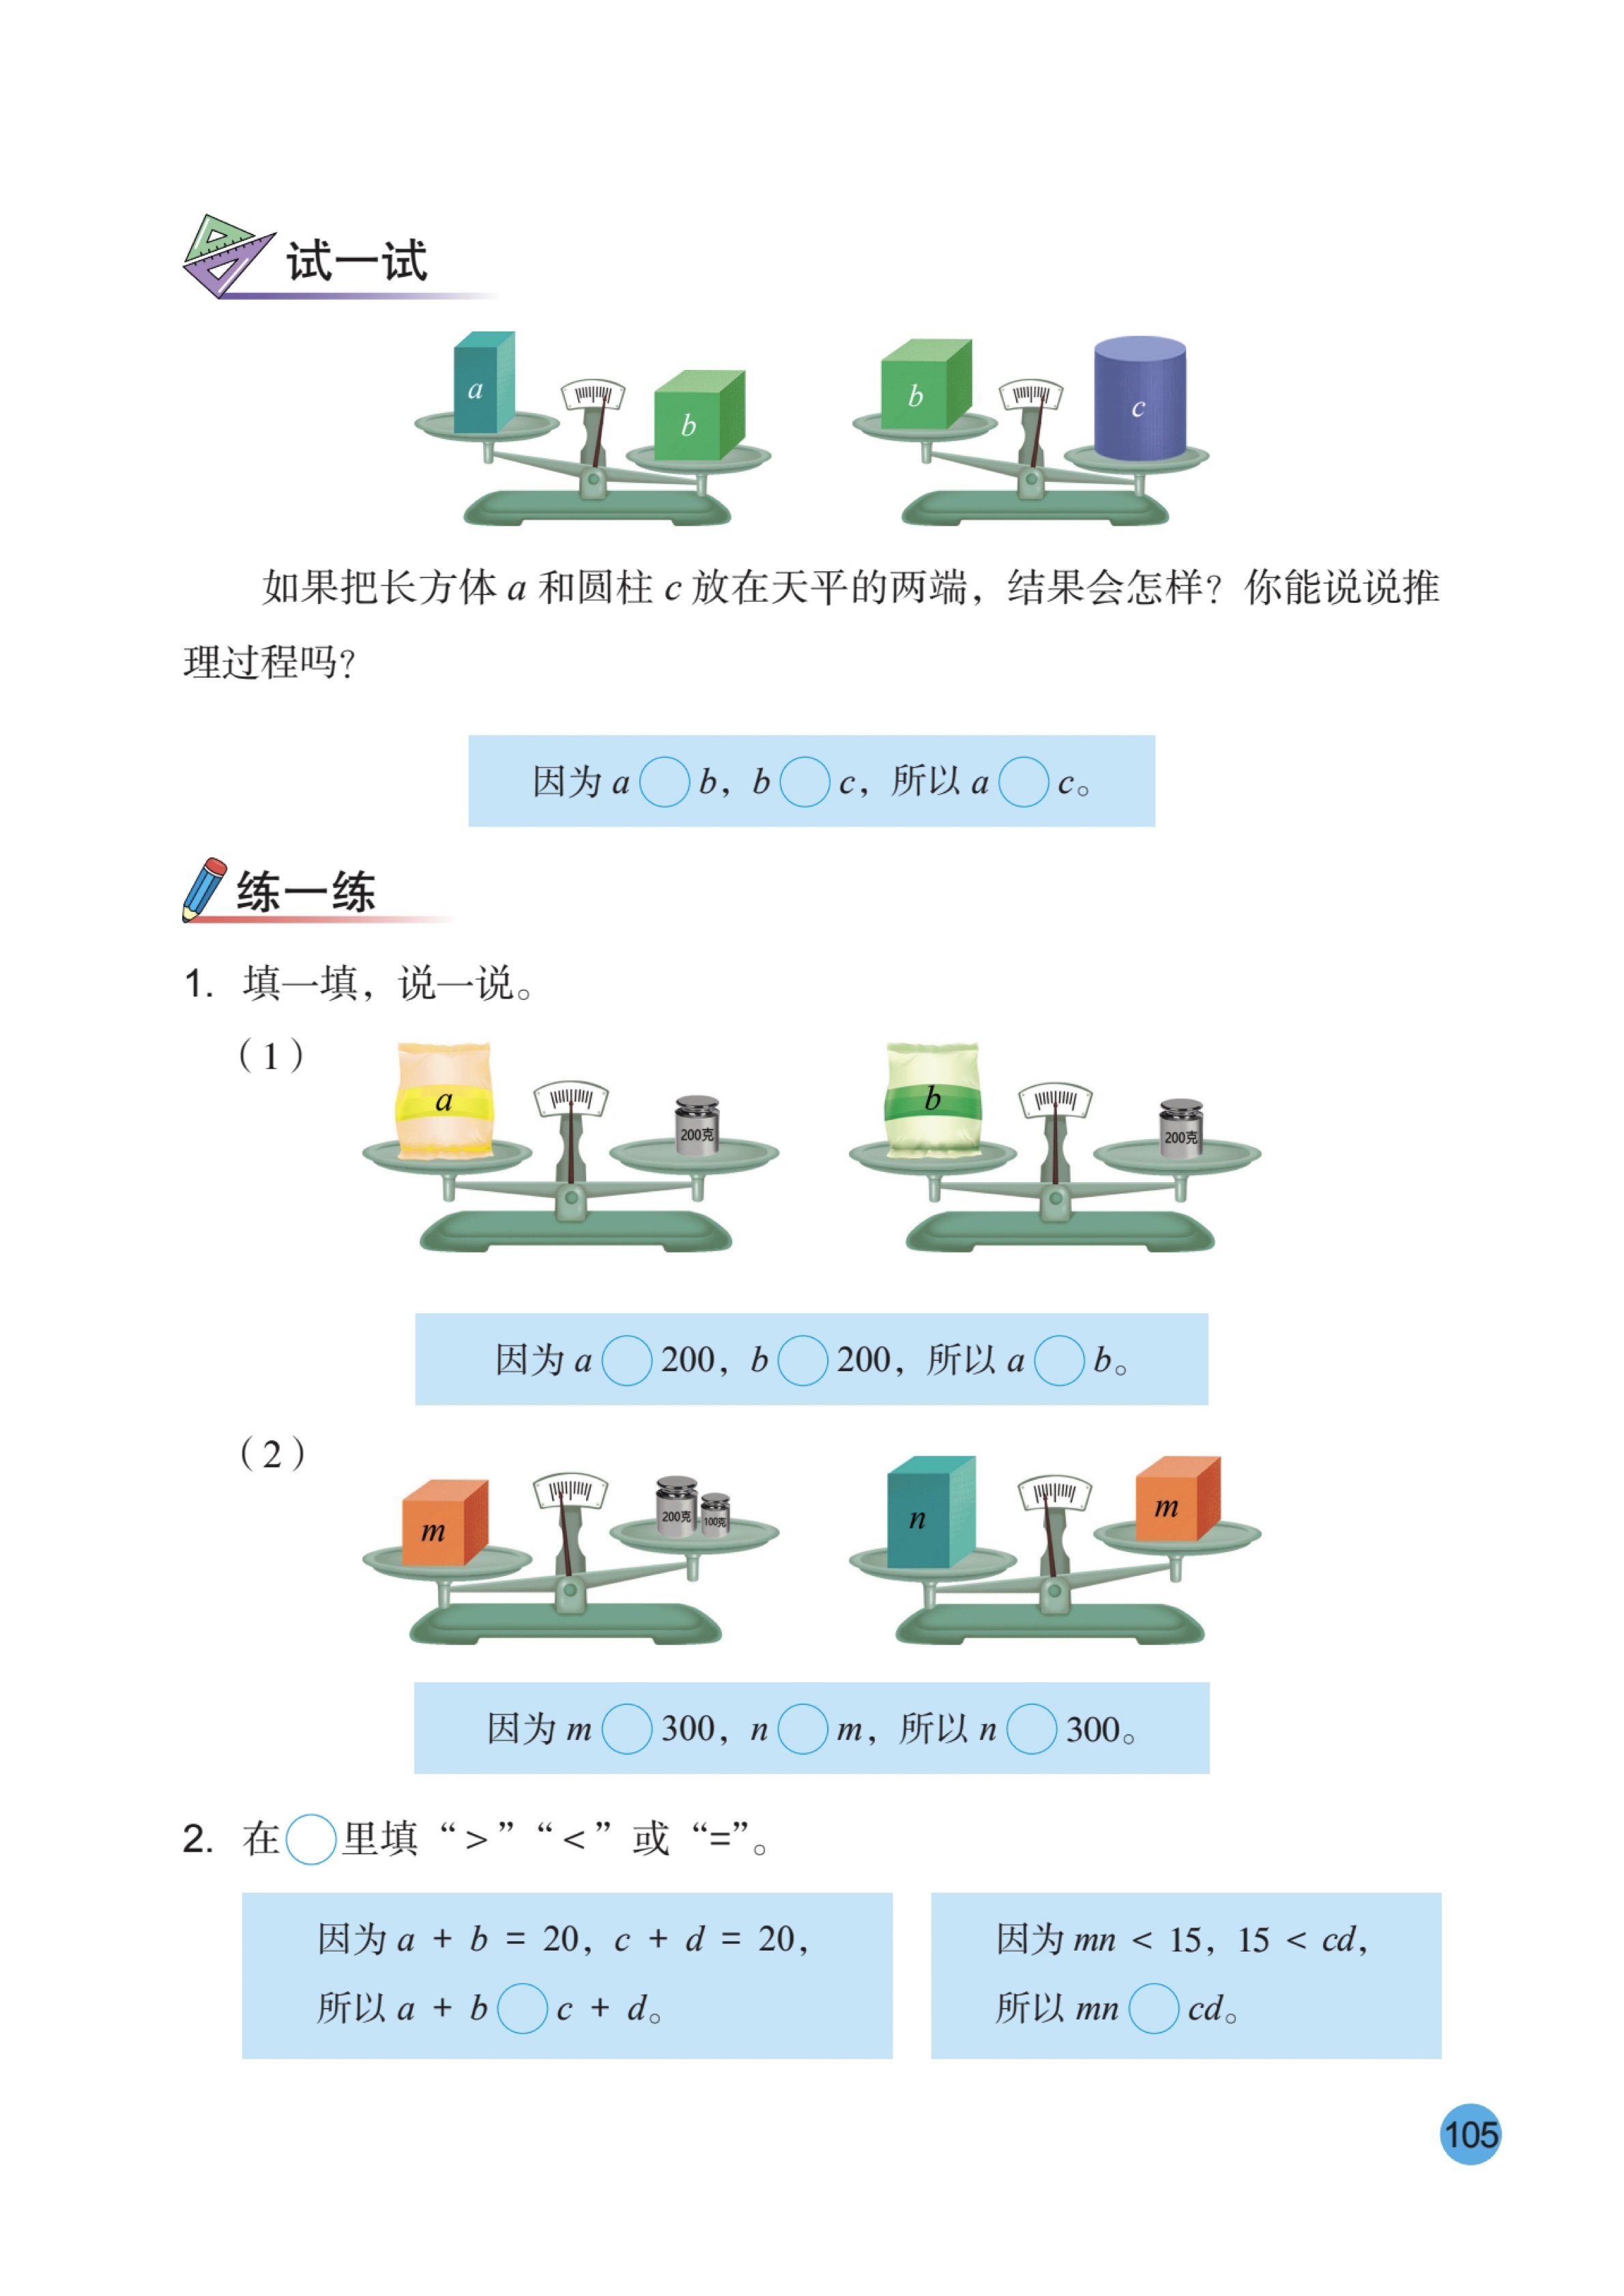 试一试
a
b
b
c
如果把长方体 a 和圆柱 c 放在天平的两端，结果会怎样？你能说说推
理过程吗？
因为 a ○ b，b ○ c，所以 a ○ c。
练一练
1. 填一填，说一说。
（1）
a
200克
b
200克
因为 a ○ 200，b ○ 200，所以 a ○ b。
（2）
m
200克
100克
n
m
因为 m ○ 300，n ○ m，所以 n ○ 300。
2. 在○里填“＞”“＜”或“=”。
因为 a + b = 20，c + d = 20，
所以 a + b ○ c + d。
因为 mn < 15，15 < cd，
所以 mn ○ cd。
105